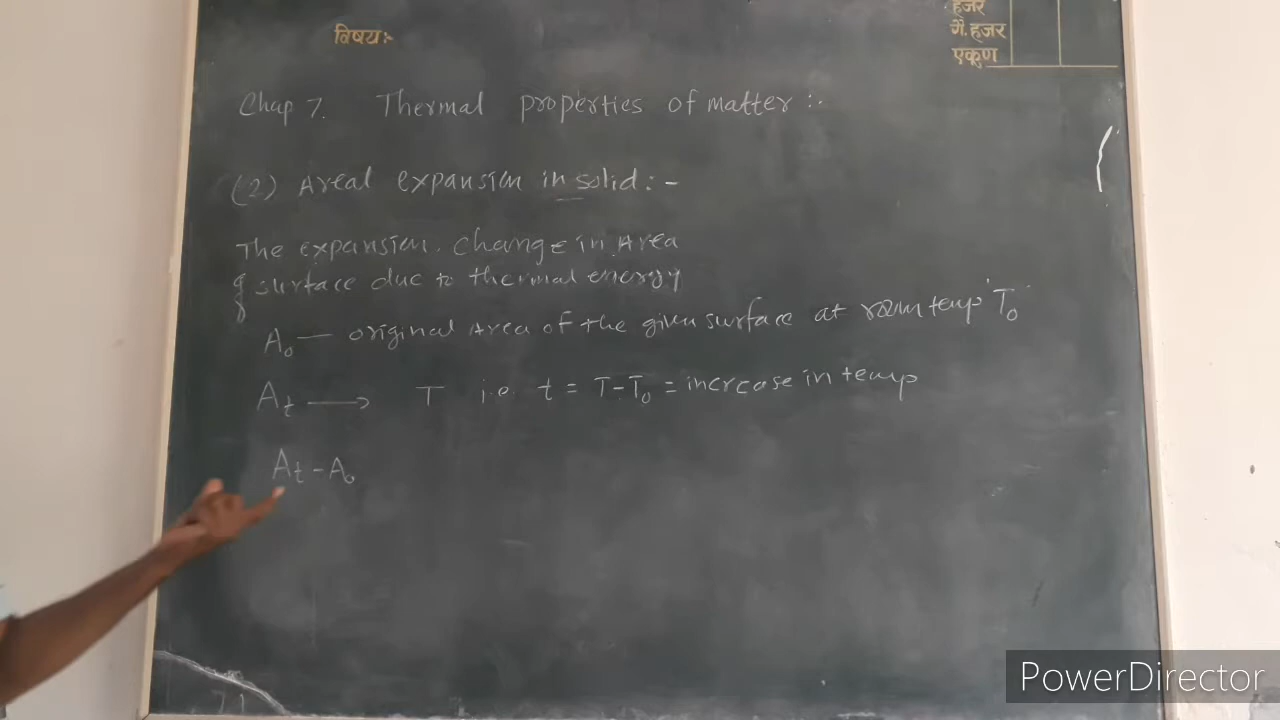 विषय:-
हजर
गै. हजर
एकूण
Chap 7. Thermal properties of matter :-
(2) Areal expansion in solid : -
The expansion. Change in Area
of surface due to thermal energy
A₀ — original Area of the given surface at room temp 'T₀
Aₜ ⟶ T i.e. t = T-T₀ = increase in temp
Aₜ - A₀
PowerDirector